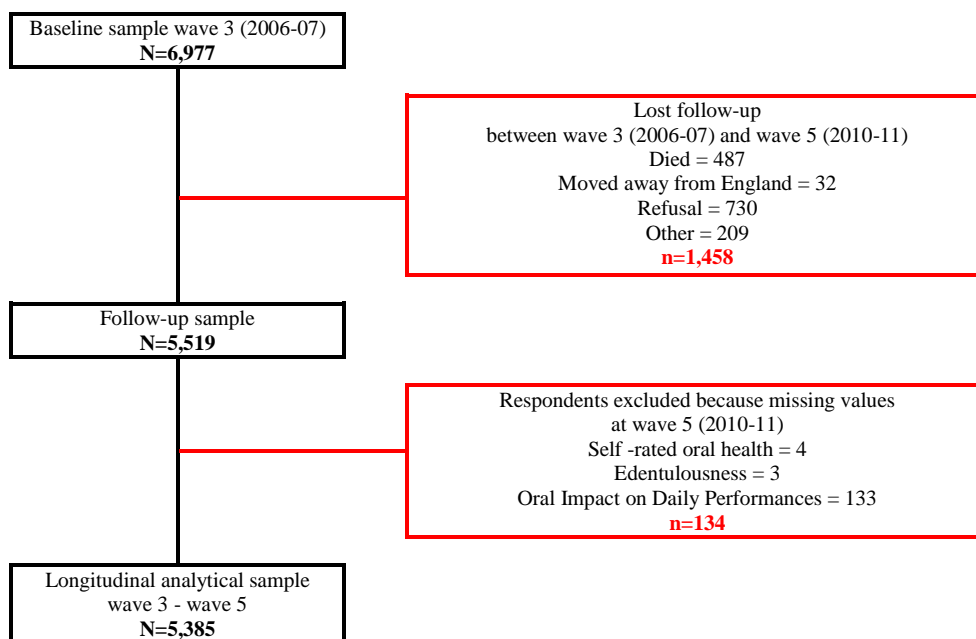 Baseline sample wave 3 (2006-07)
N=6,977
Lost follow-up
between wave 3 (2006-07) and wave 5 (2010-11)
Died = 487
Moved away from England = 32
Refusal = 730
Other = 209
n=1,458
Follow-up sample
N=5,519
Respondents excluded because missing values
at wave 5 (2010-11)
Self -rated oral health = 4
Edentulousness = 3
Oral Impact on Daily Performances = 133
n=134
Longitudinal analytical sample
wave 3 - wave 5
N=5,385